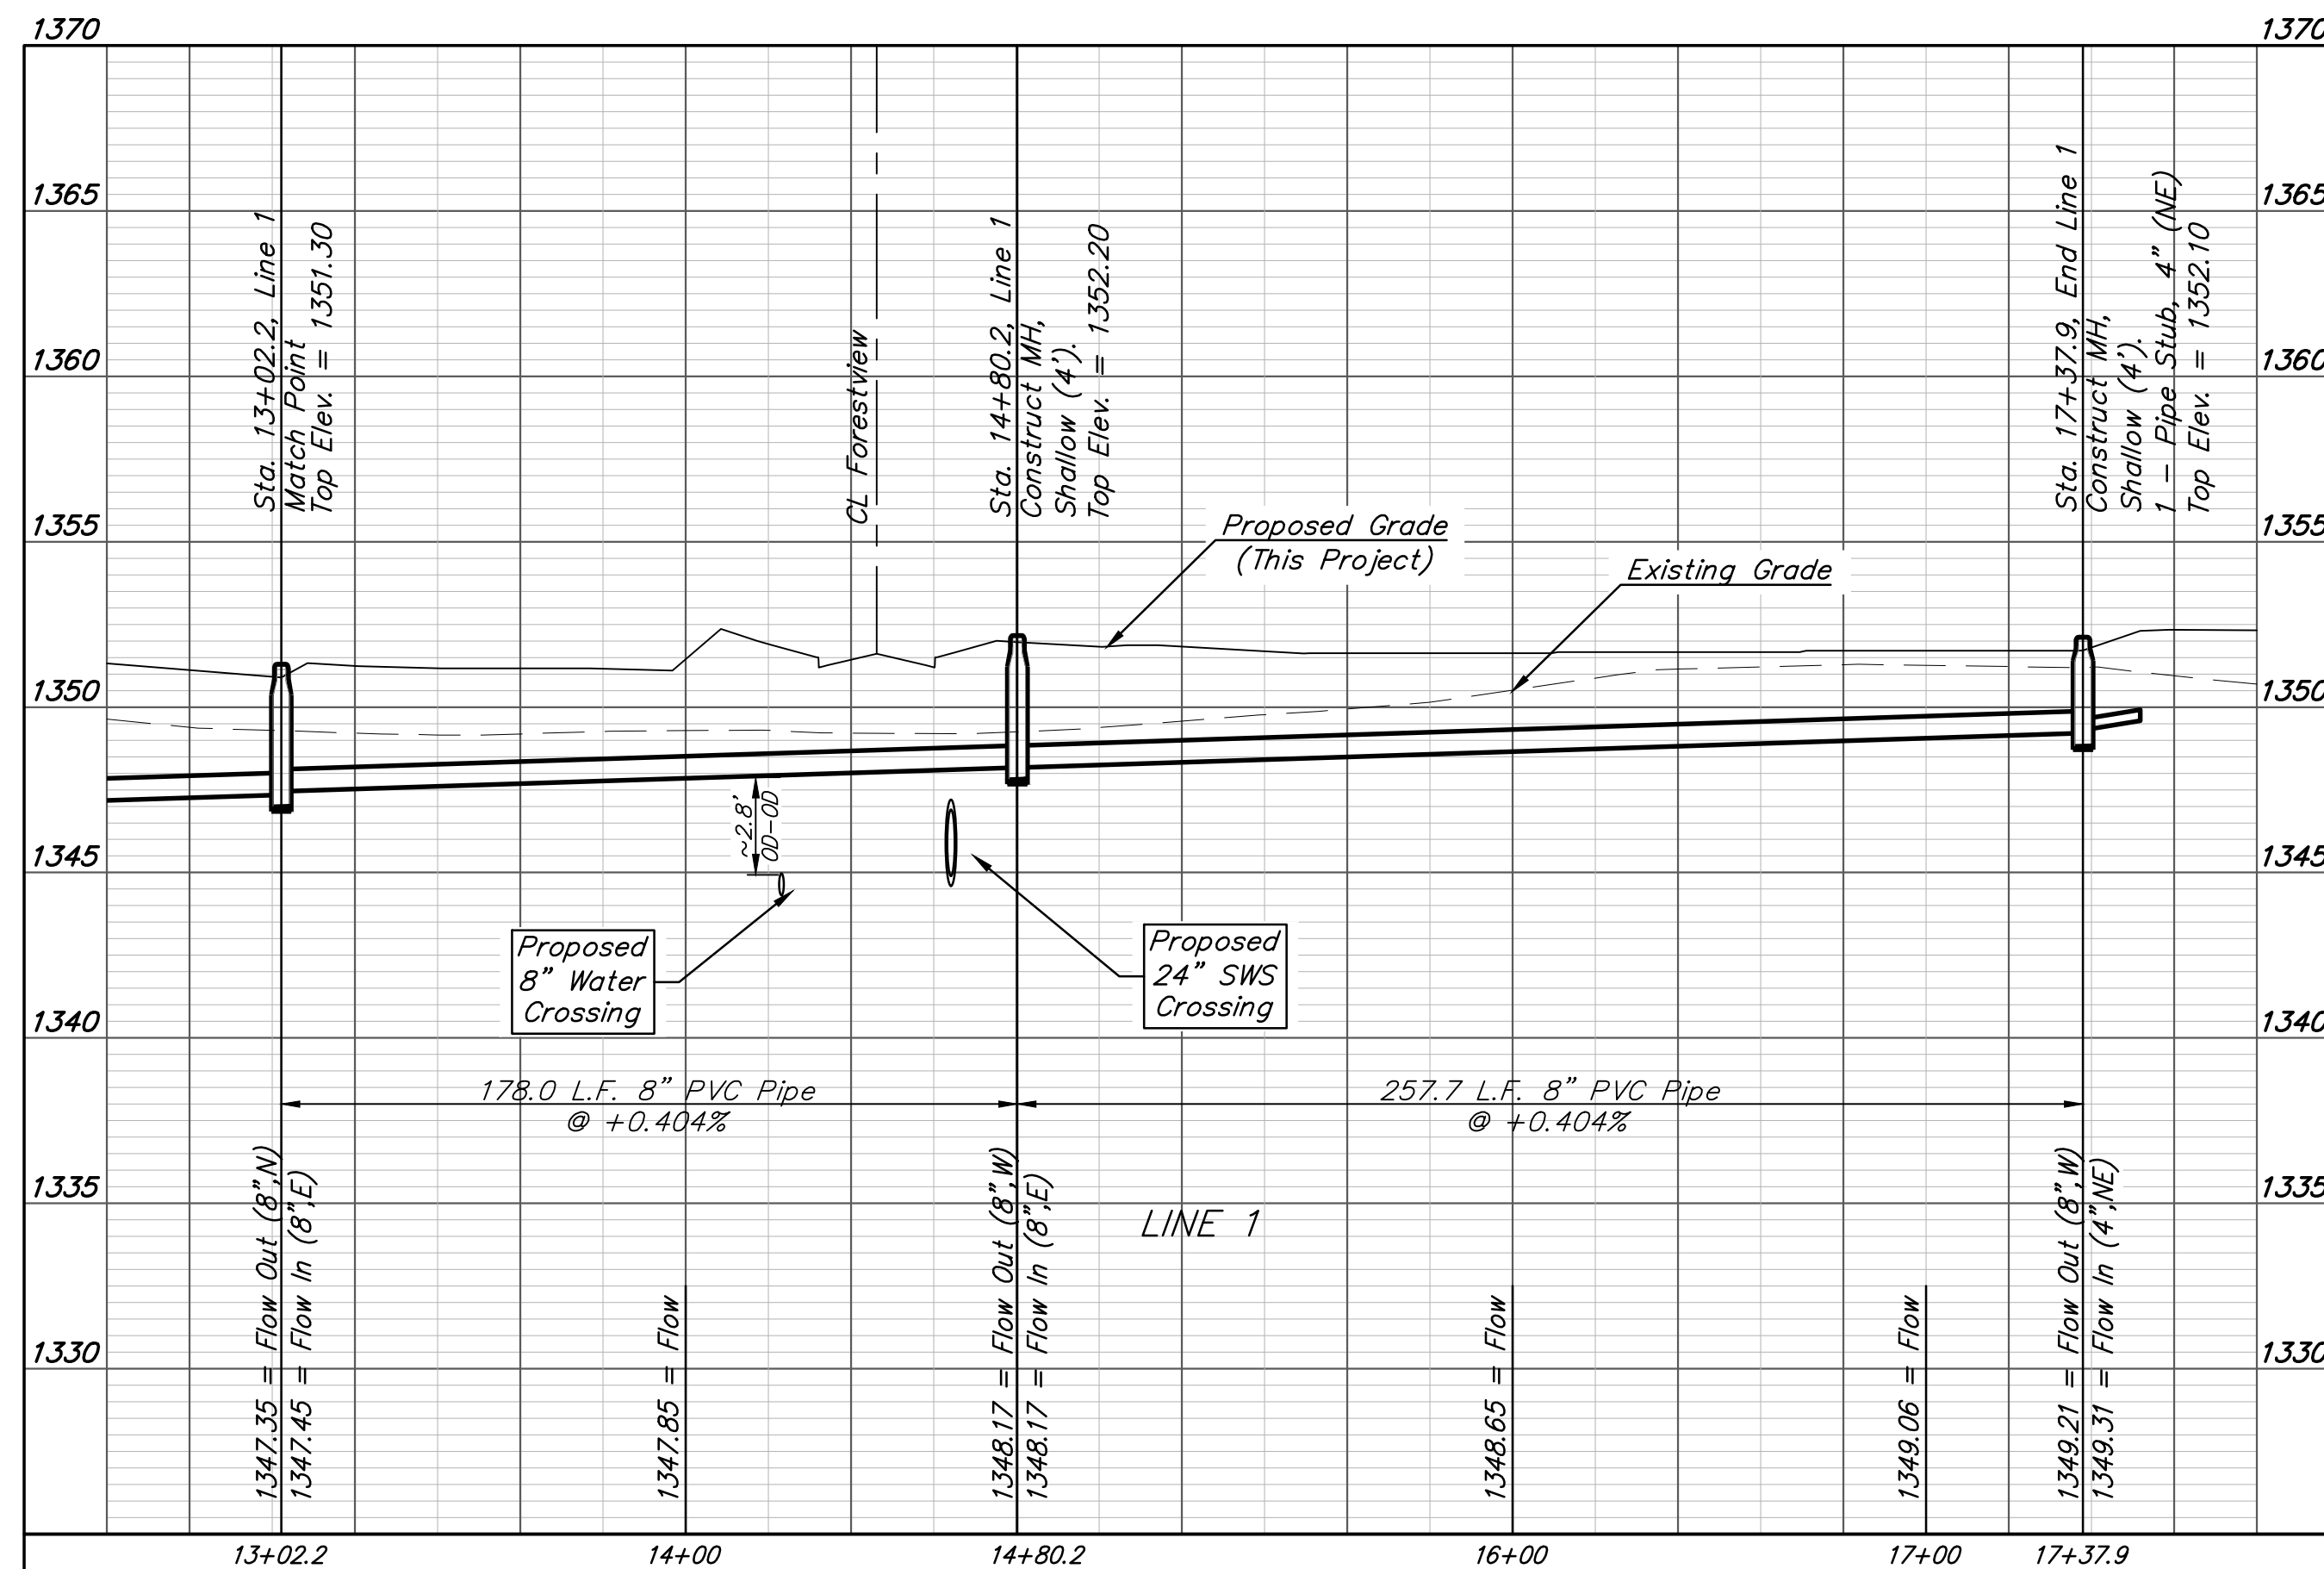 1370
1370
1365
1365
1360
1360
1355
1355
1350
1350
1345
1345
1340
1340
1335
1335
1330
1330
Sta. 13+02.2, Line 1
Match Point
Top Elev. = 1351.30
CL Forestview
Sta. 14+80.2, Line 1
Construct MH,
Shallow (4').
Top Elev. = 1352.20
Sta. 17+37.9, End Line 1
Construct MH,
Shallow (4').
1 - Pipe Stub, 4" (NE)
Top Elev. = 1352.10
Proposed Grade
(This Project)
Existing Grade
~2.8'
OD-OD
Proposed
8" Water
Crossing
Proposed
24" SWS
Crossing
178.0 L.F. 8" PVC Pipe
@ +0.404%
257.7 L.F. 8" PVC Pipe
@ +0.404%
LINE 1
1347.35 = Flow Out (8",N)
1347.45 = Flow In (8",E)
1347.85 = Flow
1348.17 = Flow Out (8",W)
1348.17 = Flow In (8",E)
1348.65 = Flow
1349.06 = Flow
1349.21 = Flow Out (8",W)
1349.31 = Flow In (4",NE)
13+02.2
14+00
14+80.2
16+00
17+00
17+37.9